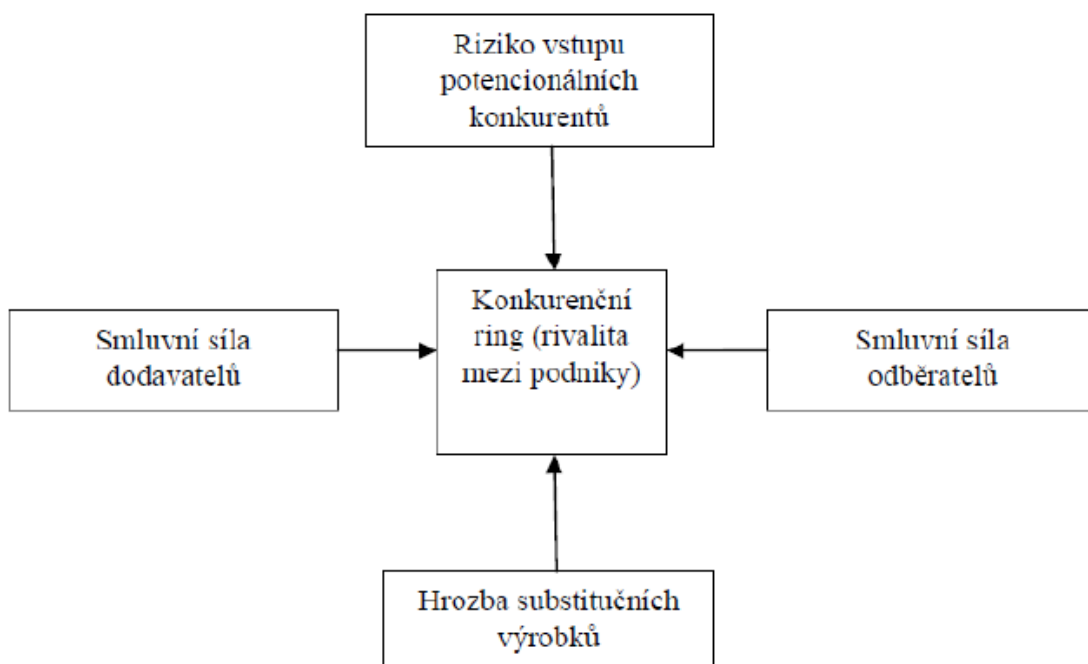 Riziko vstupu
potencionálních
konkurentů
Konkurenční
ring (rivalita
mezi podniky)
Smluvní síla
dodavatelů
Smluvní síla
odběratelů
Hrozba substitučních
výrobků